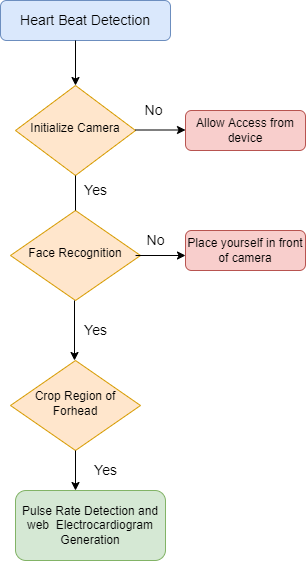 Heart Beat Detection
No
Initialize Camera
Allow Access from
device
Yes
No
Face Recognition
Place yourself in front
of camera
Yes
Crop Region of
Forhead
Yes
Pulse Rate Detection and
web Electrocardiogram
Generation